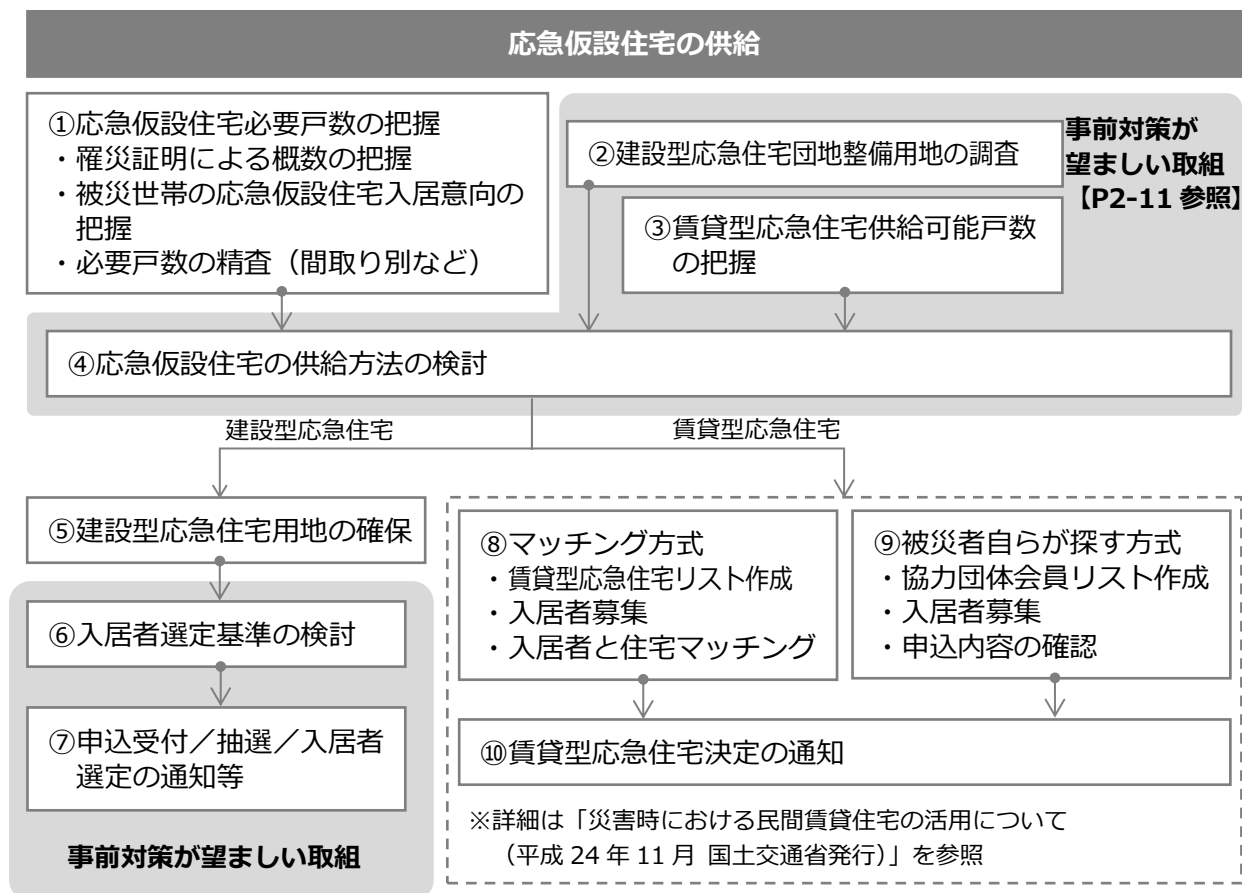 応急仮設住宅の供給
①応急仮設住宅必要戸数の把握
・罹災証明による概数の把握
・被災世帯の応急仮設住宅入居意向の
把握
・必要戸数の精査（間取り別など）
②建設型応急住宅団地整備用地の調査
事前対策が
望ましい取組
【P2-11 参照】
③賃貸型応急住宅供給可能戸数
の把握
④応急仮設住宅の供給方法の検討
建設型応急住宅
賃貸型応急住宅
⑤建設型応急住宅用地の確保
⑥入居者選定基準の検討
⑦申込受付／抽選／入居者
選定の通知等
事前対策が望ましい取組
⑧マッチング方式
・賃貸型応急住宅リスト作成
・入居者募集
・入居者と住宅マッチング
⑨被災者自らが探す方式
・協力団体会員リスト作成
・入居者募集
・申込内容の確認
⑩賃貸型応急住宅決定の通知
※詳細は「災害時における民間賃貸住宅の活用について
（平成 24 年 11 月 国土交通省発行）」を参照